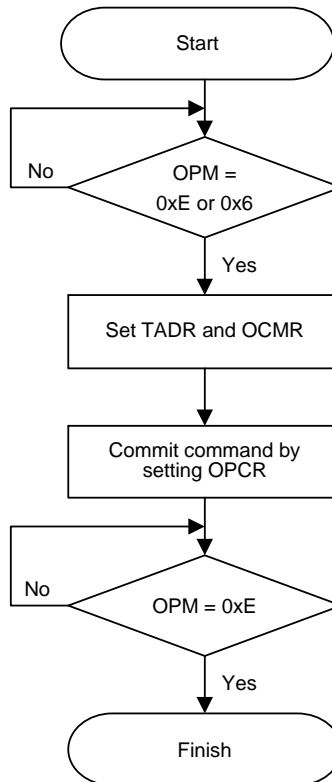 Start
No
OPM =
0xE or 0x6
Yes
Set TADR and OCMR
Commit command by
setting OPCR
No
OPM = 0xE
Yes
Finish